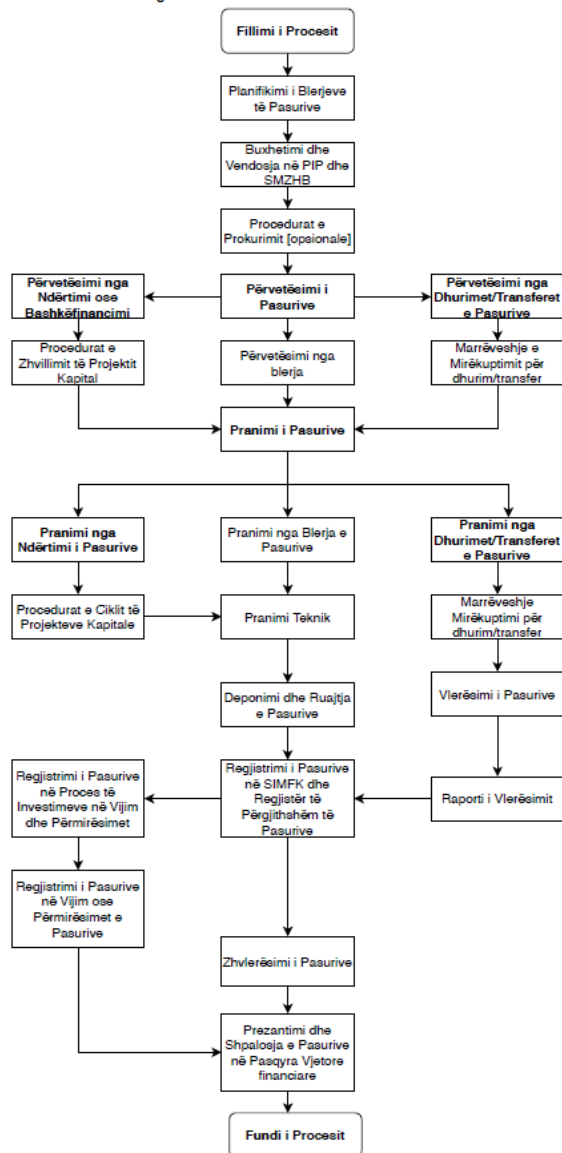 Fillimi i Procesit
Planifikimi i Blerjeve
të Pasurive
Buxhetimi dhe
Vendosja në PIP dhe
SMZHB
Procedurat e
Prokurimit [opsionale]
Përvetësimi nga
Ndërtimi ose
Bashkëfinancimi
Përvetësimi i
Pasurive
Përvetësimi nga
Dhurimet/Transferet
e Pasurive
Procedurat e
Zhvillimit të Projektit
Kapital
Përvetësimi nga
blerja
Marrëveshje e
Mirëkuptimit për
dhurim/transfer
Pranimi i Pasurive
Pranimi nga
Ndërtimi i Pasurive
Pranimi nga Blerja e
Pasurive
Pranimi nga
Dhurimet/Transferet
e Pasurive
Procedurat e Ciklit të
Projekteve Kapitale
Pranimi Teknik
Marrëveshje
Mirëkuptimi për
dhurim/transfer
Deponimi dhe Ruajtja
e Pasurive
Vlerësimi i Pasurive
Regjistrimi i Pasurive
në Proces të
Investimeve në Vijim
dhe Përmirësimet
Regjistrimi i Pasurive
në SIMFK dhe
Regjistër të
Përgjithshëm të
Pasurive
Raporti i Vlerësimit
Regjistrimi i Pasurive
në Vijim ose
Përmirësimet e
Pasurive
Zhvlerësimi i Pasurive
Prezantimi dhe
Shpalosja e Pasurive
në Pasqyra Vjetore
financiare
Fundi i Procesit